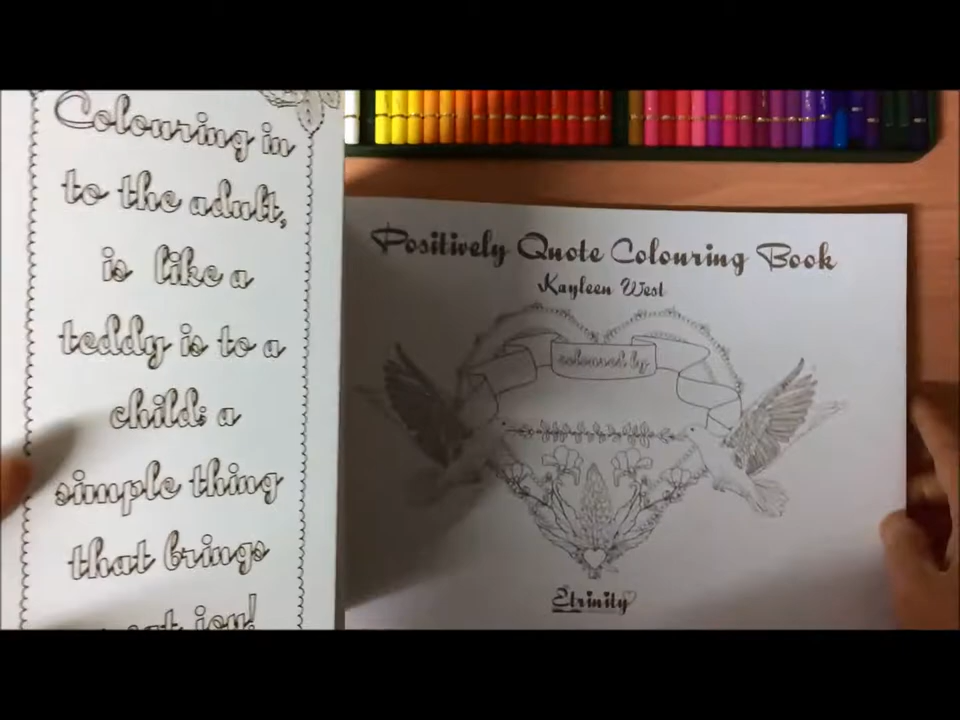 Colouring in
to the adult,
is like a
teddy is to a
child: a
simple thing
that brings
joy!
Positively Quote Colouring Book
Kayleen West
coloured by
Etrinity